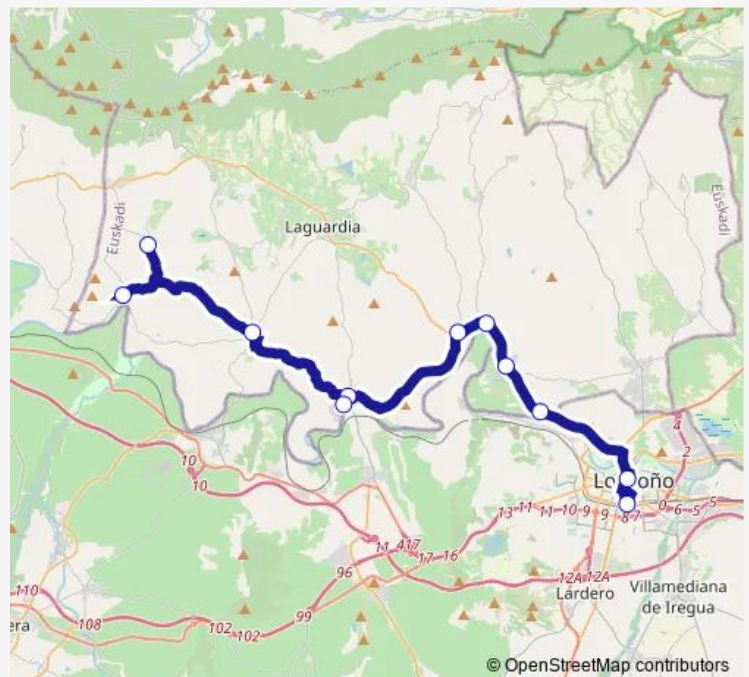 Laguardia
Euskadi
Euskadi
4
2
10
10
Lo oño
13 11 11 10 9 9 8 7 0 6 5 5
11 417
17 16
96
12A 12A
110
108
102
102
99
Lardero
Villamediana
de Iregua
era
© OpenStreetMap contributors